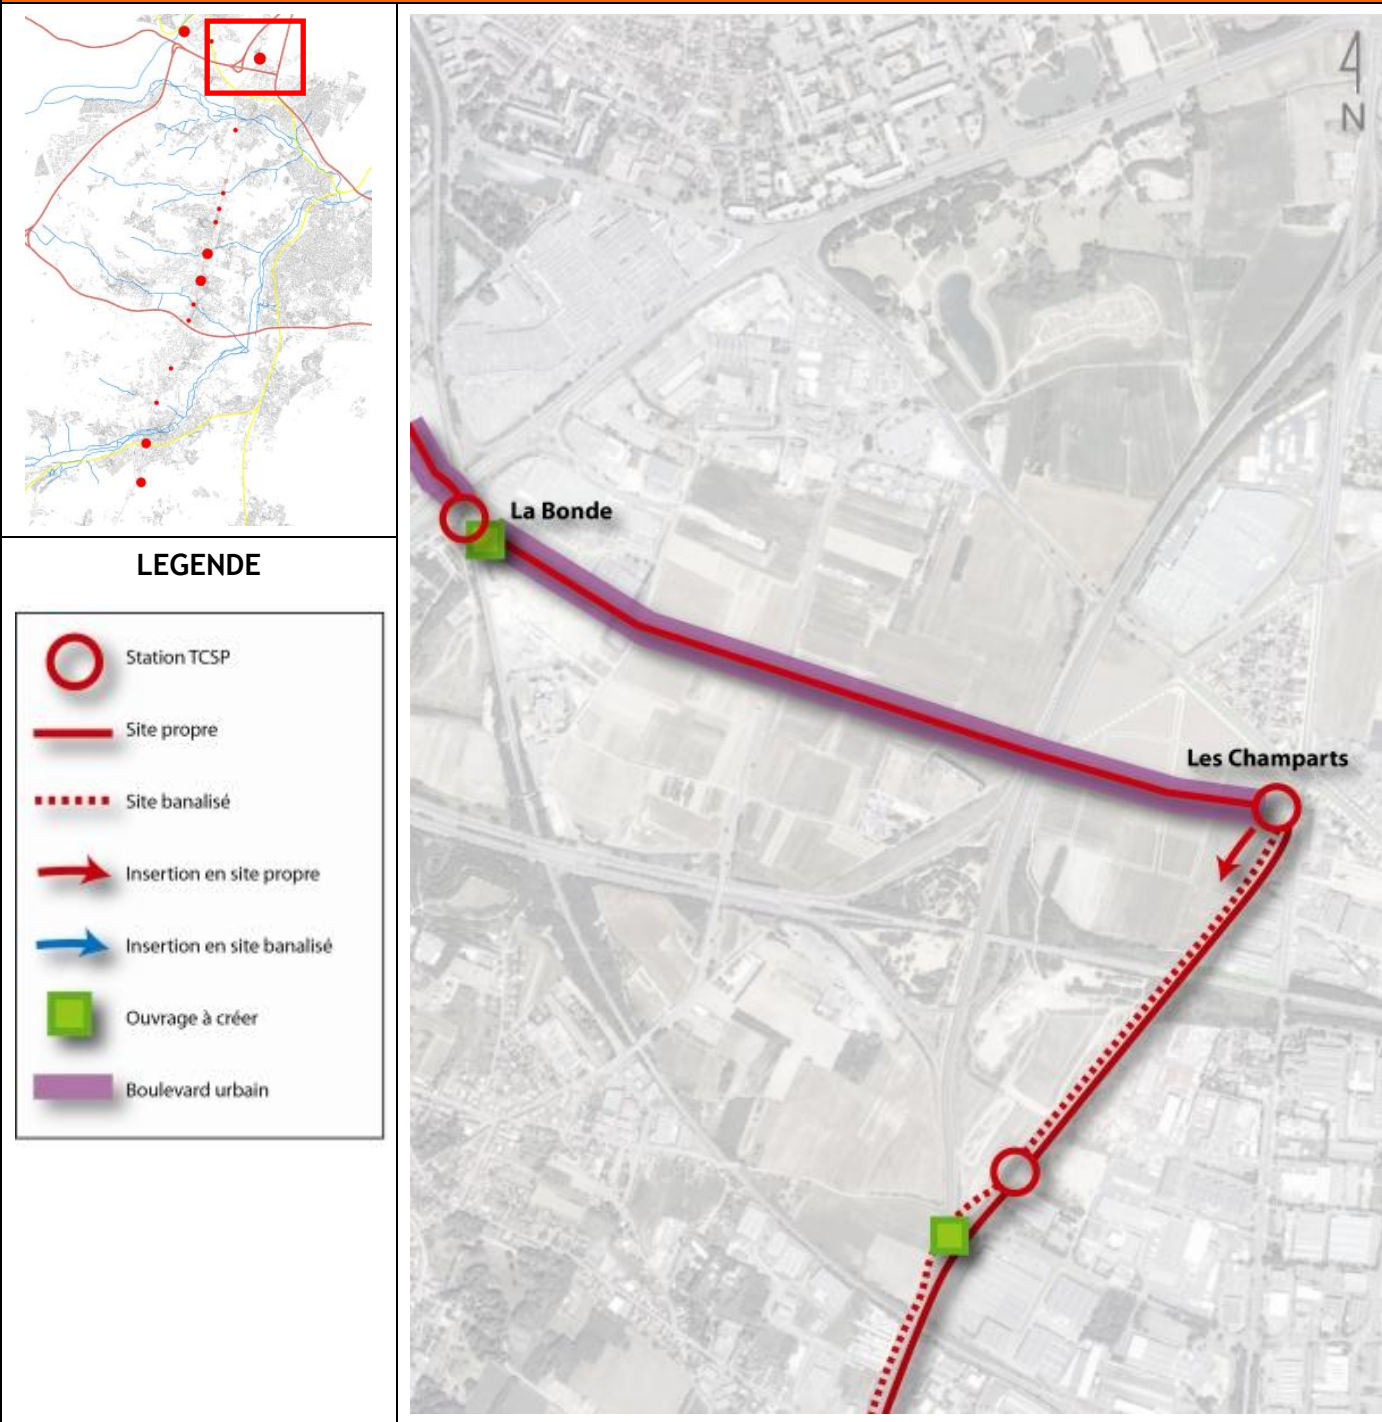 LEGENDE
Station TCSP
Site propre
Site banalisé
Insertion en site propre
Insertion en site banalisé
Ouvrage à créer
Boulevard urbain
N
La Bonde
Les Champarts